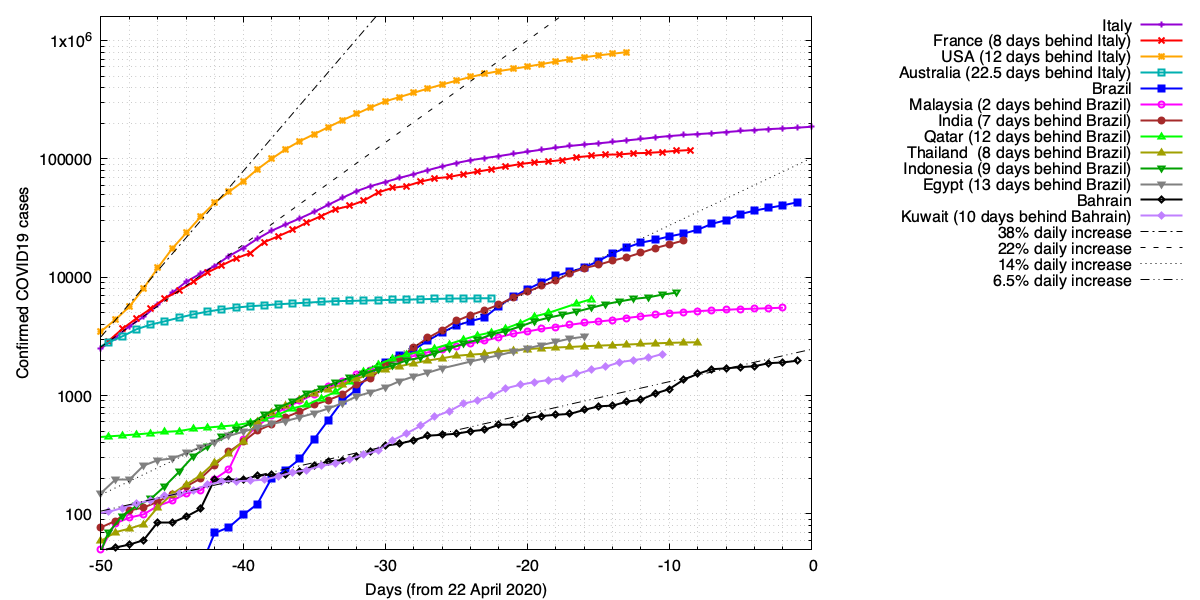 Confirmed COVID19 cases
1x10⁶
100000
10000
1000
100
-50
-40
-30
-20
-10
0
Days (from 22 April 2020)
Italy
France (8 days behind Italy)
USA (12 days behind Italy)
Australia (22.5 days behind Italy)
Brazil
Malaysia (2 days behind Brazil)
India (7 days behind Brazil)
Qatar (12 days behind Brazil)
Thailand  (8 days behind Brazil)
Indonesia (9 days behind Brazil)
Egypt (13 days behind Brazil)
Bahrain
Kuwait (10 days behind Bahrain)
38% daily increase
22% daily increase
14% daily increase
6.5% daily increase